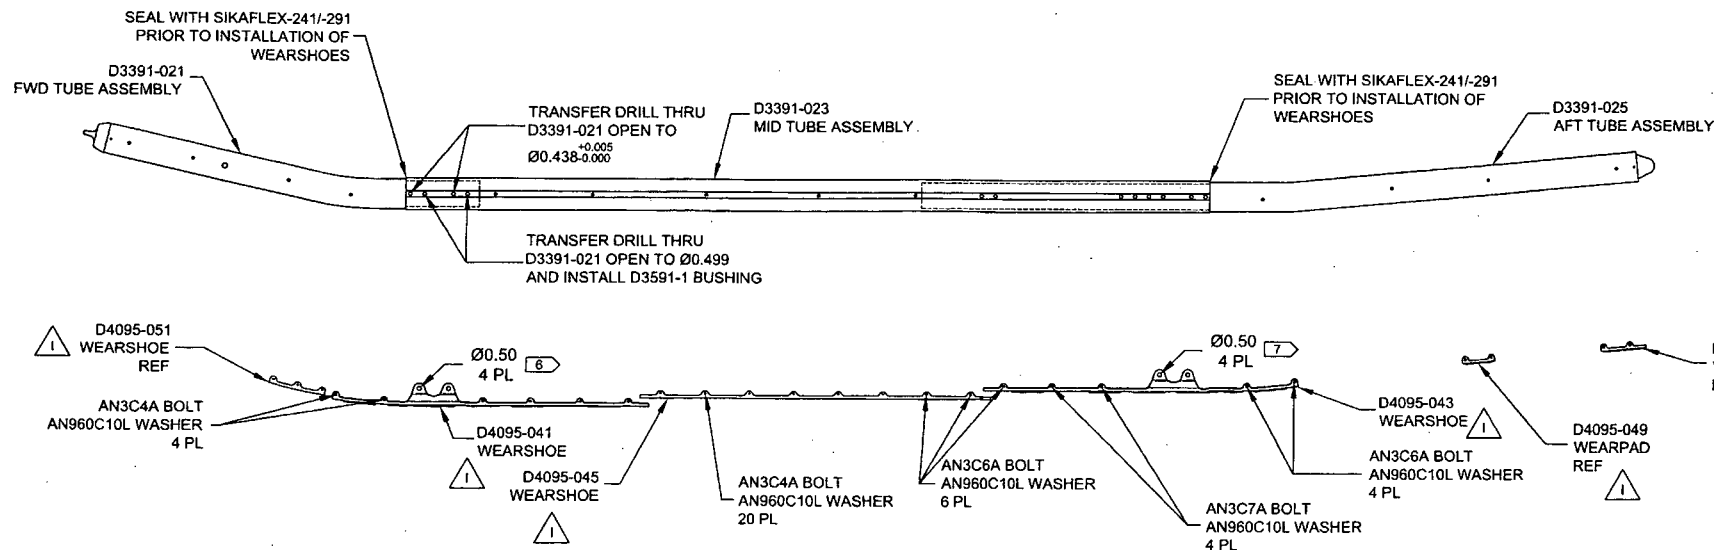 SEAL WITH SIKAFLEX-241/-291
PRIOR TO INSTALLATION OF
WEARSHOES
D3391-021
FWD TUBE ASSEMBLY
TRANSFER DRILL THRU
D3391-021 OPEN TO
Ø0.438 +0.005 -0.000
D3391-023
MID TUBE ASSEMBLY
SEAL WITH SIKAFLEX-241/-291
PRIOR TO INSTALLATION OF
WEARSHOES
D3391-025
AFT TUBE ASSEMBLY
TRANSFER DRILL THRU
D3391-021 OPEN TO Ø0.499
AND INSTALL D3591-1 BUSHING
1
D4095-051
WEARSHOE
REF
Ø0.50
4 PL
6
Ø0.50
4 PL
7
AN3C4A BOLT
AN960C10L WASHER
4 PL
D4095-041
WEARSHOE
1
D4095-045
WEARSHOE
1
AN3C4A BOLT
AN960C10L WASHER
20 PL
AN3C6A BOLT
AN960C10L WASHER
6 PL
AN3C7A BOLT
AN960C10L WASHER
4 PL
AN3C6A BOLT
AN960C10L WASHER
4 PL
D4095-043
WEARSHOE
1
D4095-049
WEARPAD
REF
1